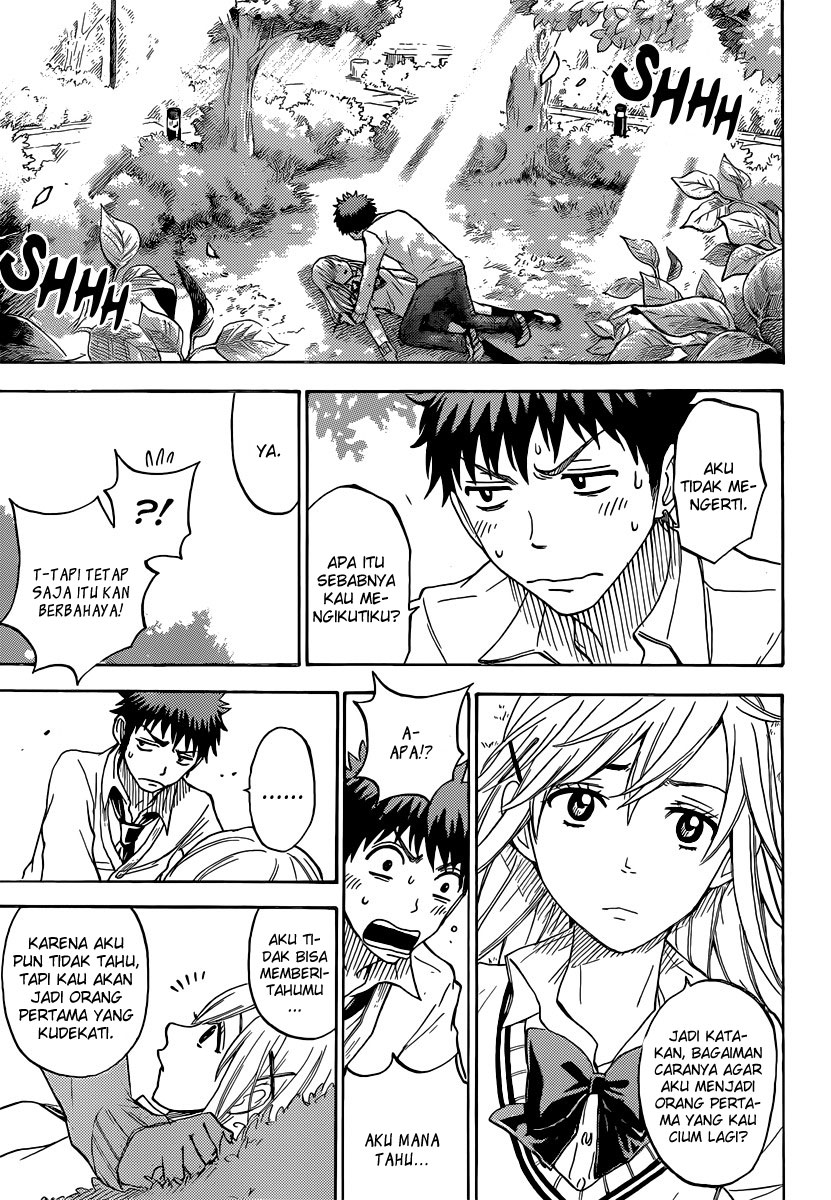 SHHH
SHHH
AKU
TIDAK ME-
NGERTI.
APA ITU
SEBABNYA
KAU ME-
NGIKUTIKU?
YA.
?!
T-TAPI TETAP
SAJA ITU KAN
BERBAHAYA!
JADI KATA-
KAN, BAGAIMAN
CARANYA AGAR
AKU MENJADI
ORANG PERTA-
MA YANG KAU
CIUM LAGI?
A-
APA!?
AKU MANA
TAHU...
.......
AKU TI-
DAK BISA
MEMBERI-
TAHUMU
...
KARENA AKU
PUN TIDAK TAHU,
TAPI KAU AKAN
JADI ORANG
PERTAMA YANG
KUDEKATI.